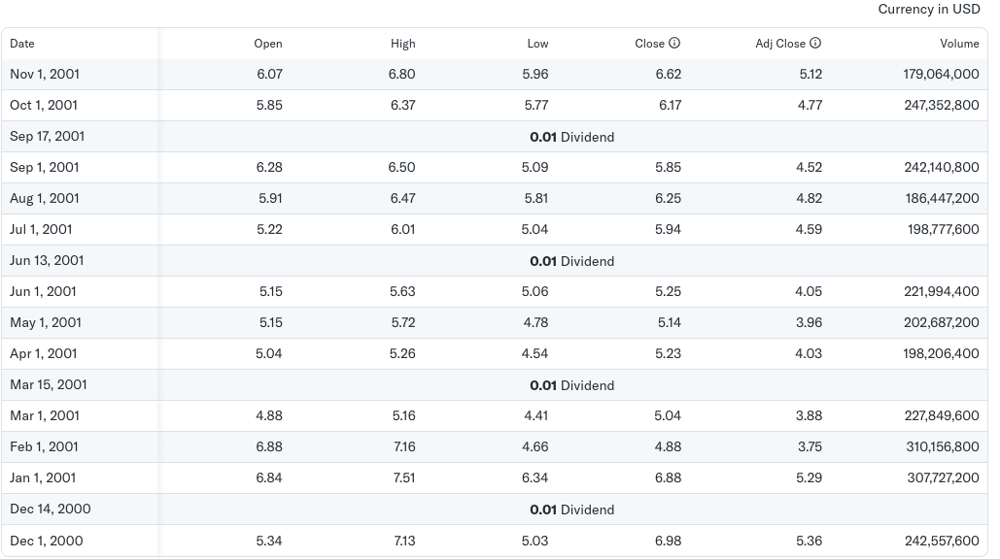 Currency in USD
Date Open High Low Close ⓘ Adj Close ⓘ Volume
Nov 1, 2001 6.07 6.80 5.96 6.62 5.12 179,064,000
Oct 1, 2001 5.85 6.37 5.77 6.17 4.77 247,352,800
Sep 17, 2001 0.01 Dividend
Sep 1, 2001 6.28 6.50 5.09 5.85 4.52 242,140,800
Aug 1, 2001 5.91 6.47 5.81 6.25 4.82 186,447,200
Jul 1, 2001 5.22 6.01 5.04 5.94 4.59 198,777,600
Jun 13, 2001 0.01 Dividend
Jun 1, 2001 5.15 5.63 5.06 5.25 4.05 221,994,400
May 1, 2001 5.15 5.72 4.78 5.14 3.96 202,687,200
Apr 1, 2001 5.04 5.26 4.54 5.23 4.03 198,206,400
Mar 15, 2001 0.01 Dividend
Mar 1, 2001 4.88 5.16 4.41 5.04 3.88 227,849,600
Feb 1, 2001 6.88 7.16 4.66 4.88 3.75 310,156,800
Jan 1, 2001 6.84 7.51 6.34 6.88 5.29 307,727,200
Dec 14, 2000 0.01 Dividend
Dec 1, 2000 5.34 7.13 5.03 6.98 5.36 242,557,600